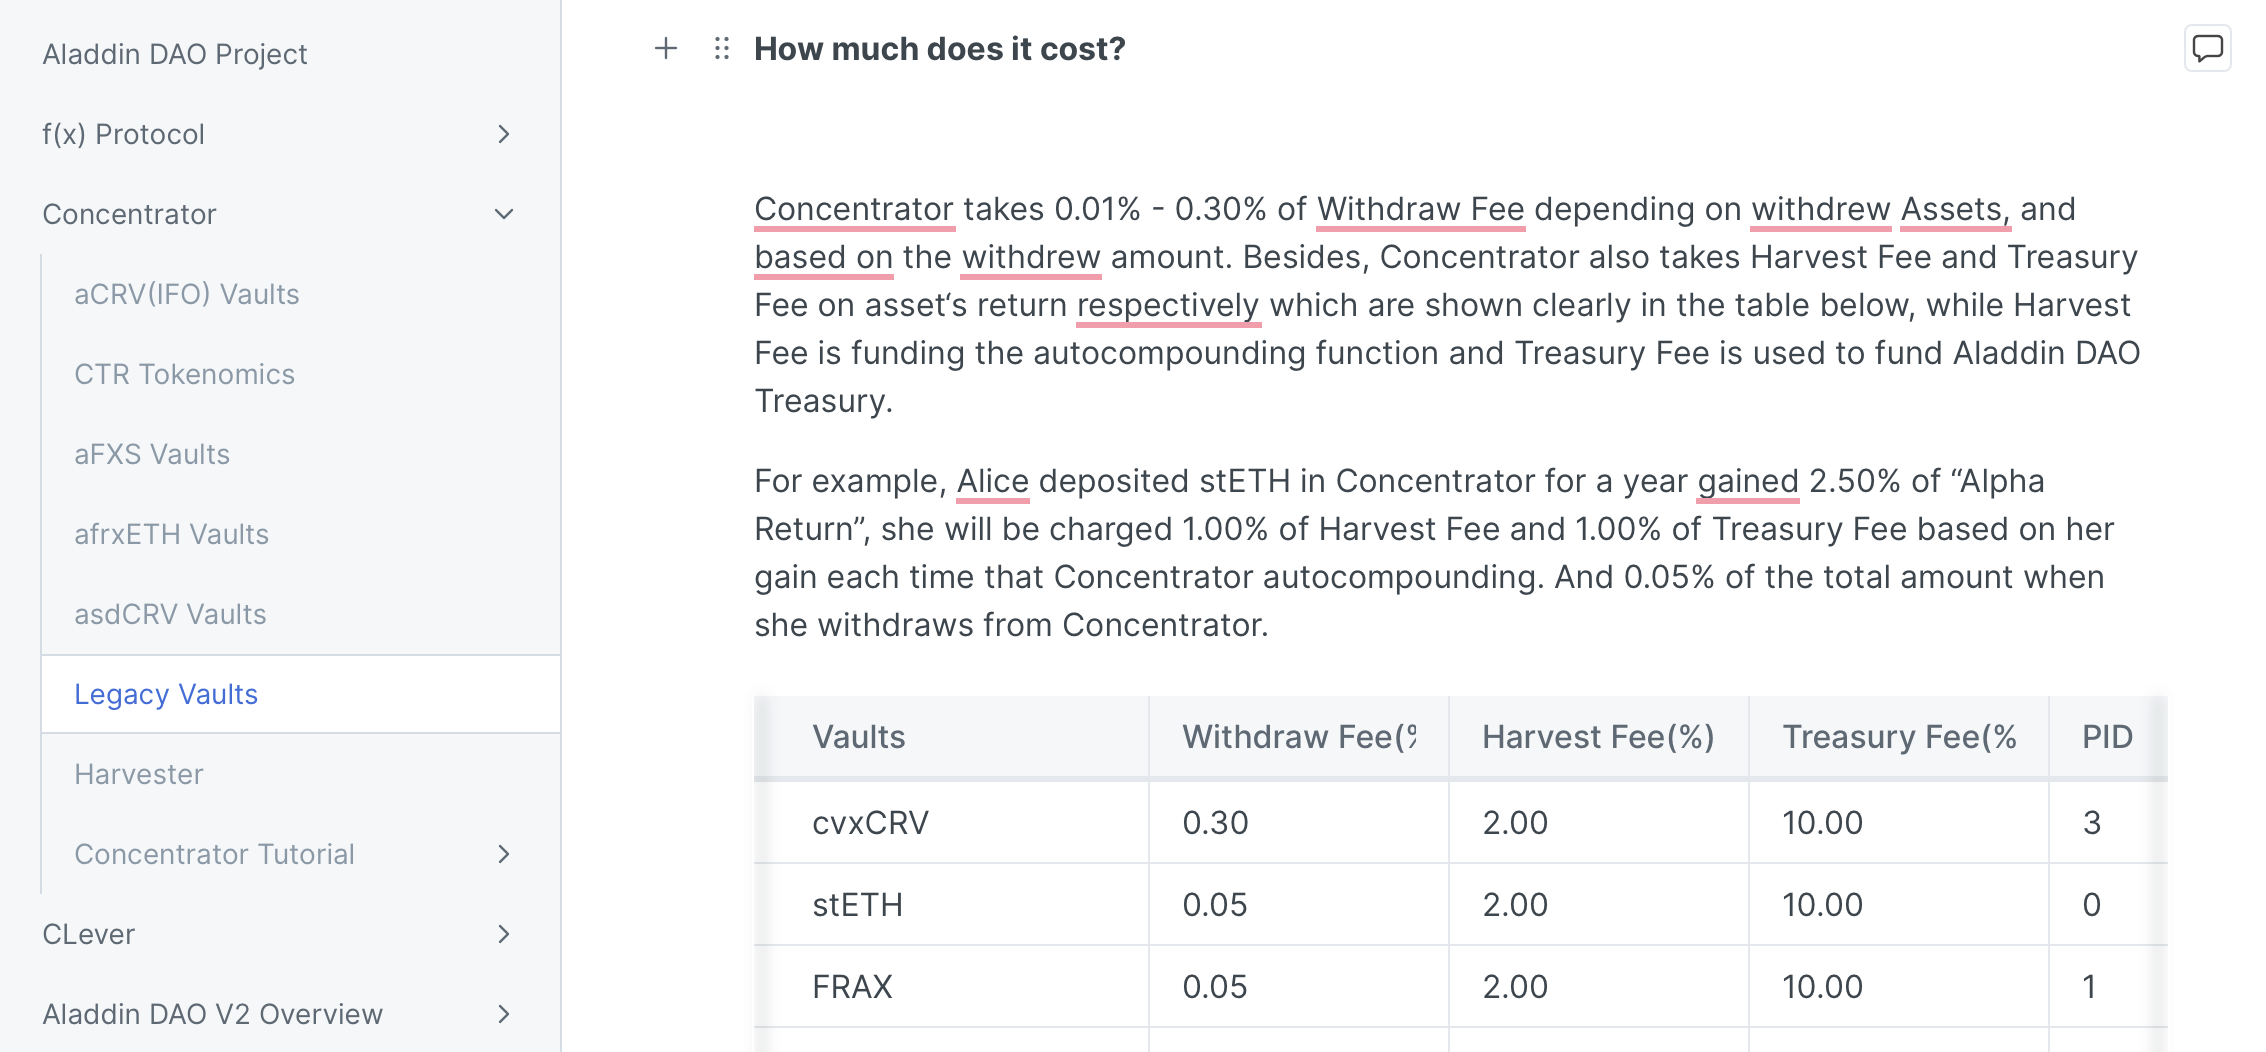 Aladdin DAO Project
f(x) Protocol
Concentrator
aCRV(IFO) Vaults
CTR Tokenomics
aFXS Vaults
afrxETH Vaults
asdCRV Vaults
Legacy Vaults
Harvester
Concentrator Tutorial
CLever
Aladdin DAO V2 Overview
How much does it cost?
Concentrator takes 0.01% - 0.30% of Withdraw Fee depending on withdrew Assets, and
based on the withdrew amount. Besides, Concentrator also takes Harvest Fee and Treasury
Fee on asset‘s return respectively which are shown clearly in the table below, while Harvest
Fee is funding the autocompounding function and Treasury Fee is used to fund Aladdin DAO
Treasury.
For example, Alice deposited stETH in Concentrator for a year gained 2.50% of “Alpha
Return”, she will be charged 1.00% of Harvest Fee and 1.00% of Treasury Fee based on her
gain each time that Concentrator autocompounding. And 0.05% of the total amount when
she withdraws from Concentrator.
Vaults Withdraw Fee(% Harvest Fee(%) Treasury Fee(% PID
cvxCRV 0.30 2.00 10.00 3
stETH 0.05 2.00 10.00 0
FRAX 0.05 2.00 10.00 1